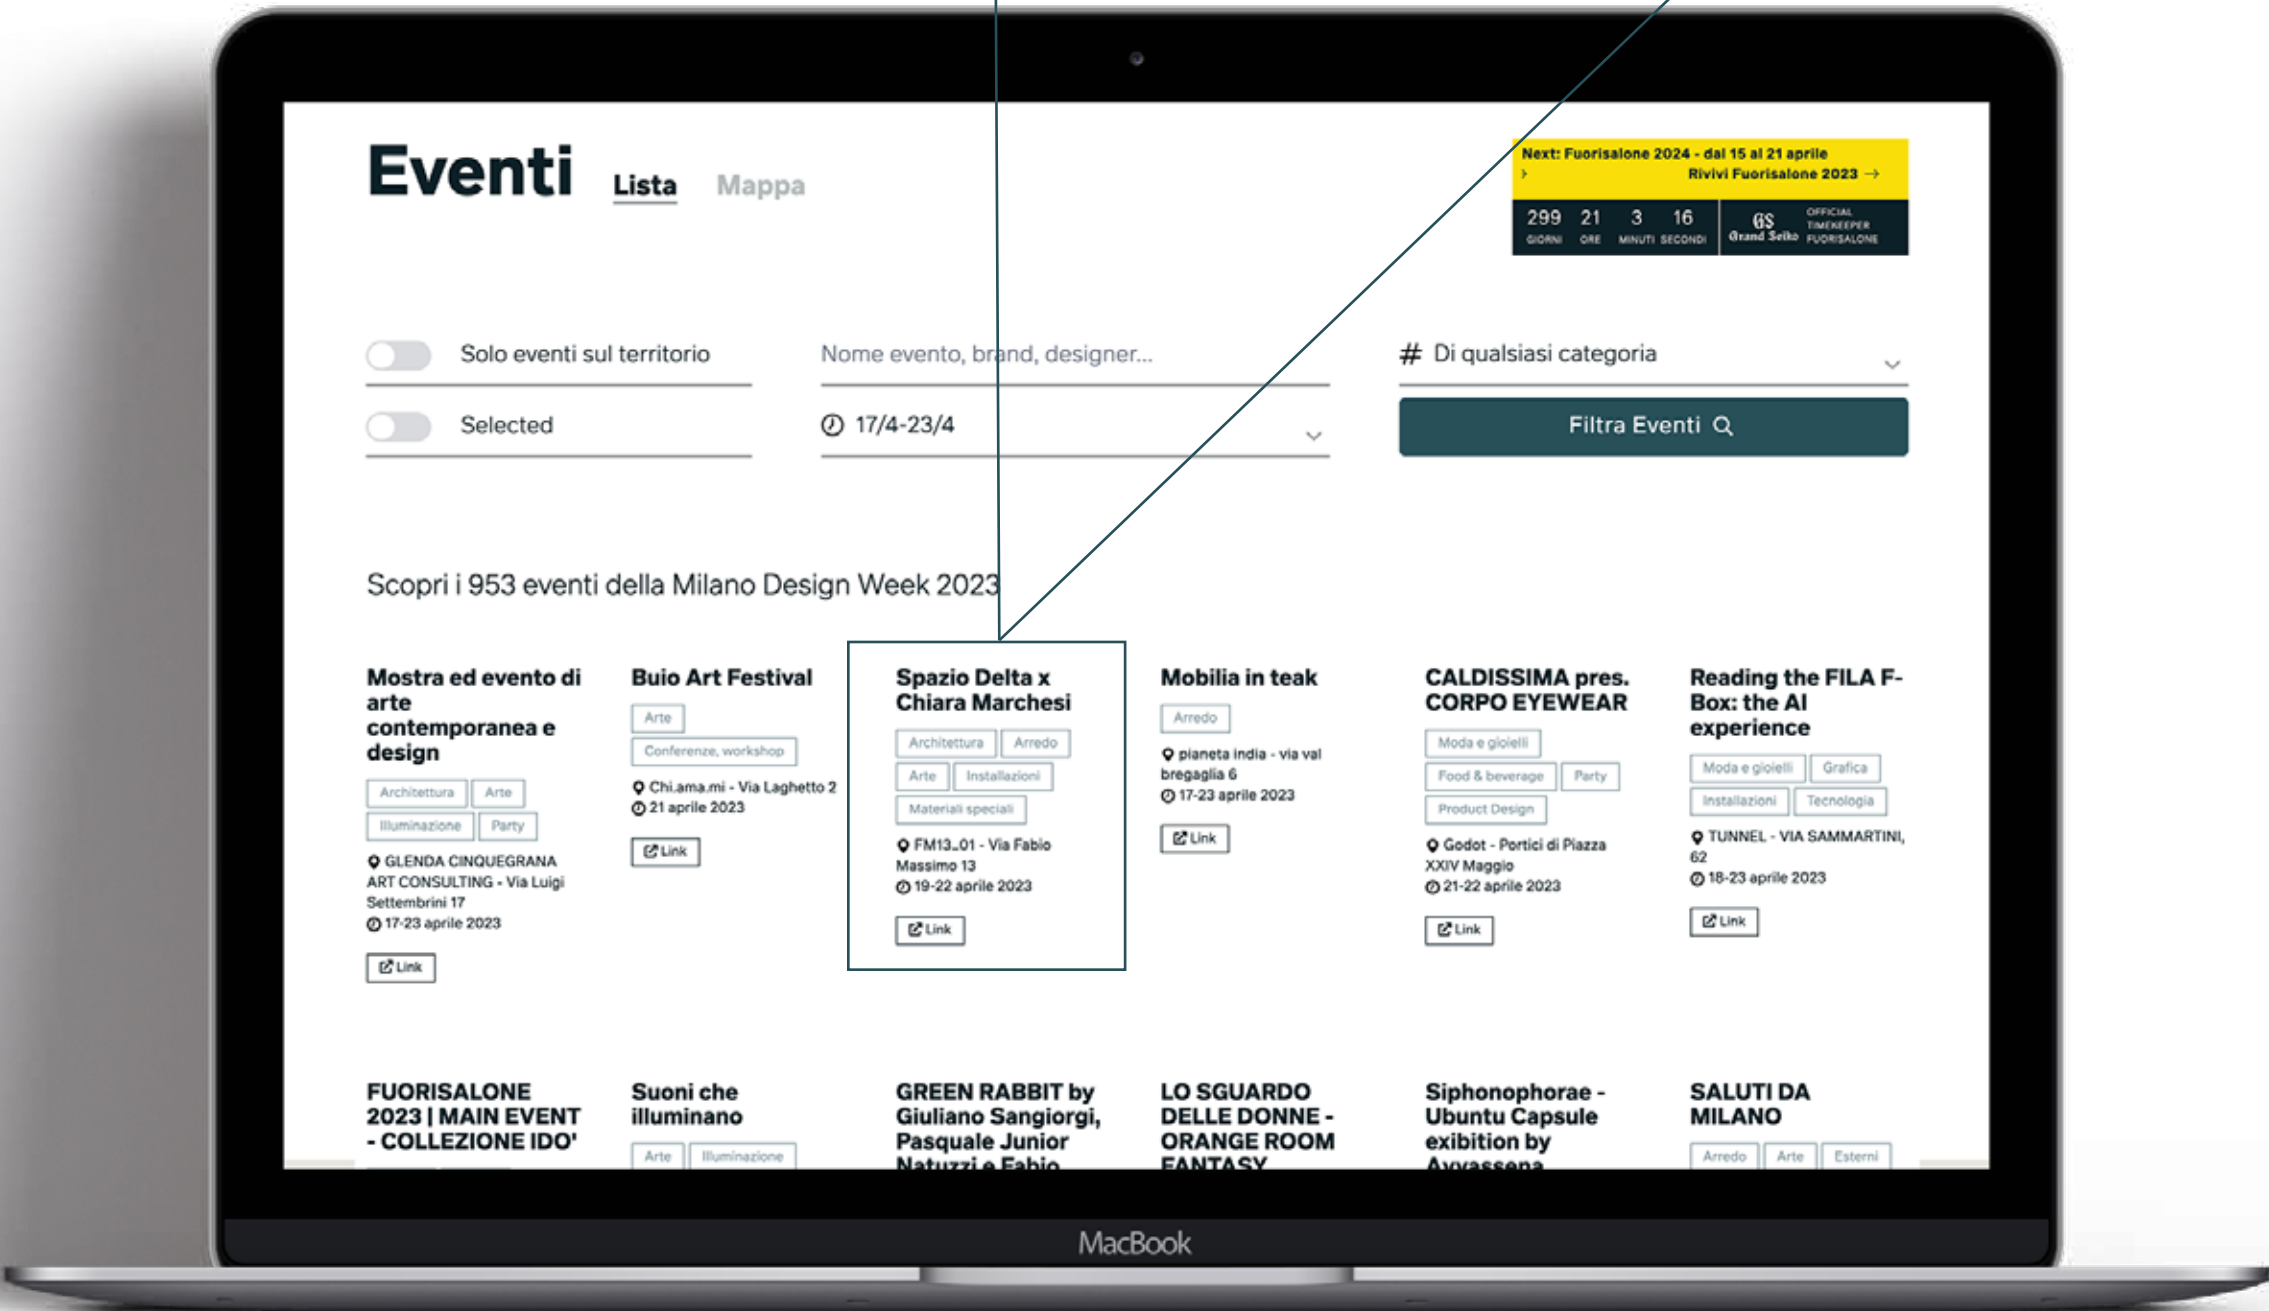 Eventi
Lista
Mappa
Next: Fuorisalone 2024 - dal 15 al 21 aprile
› Rivivi Fuorisalone 2023 →
299 21 3 16
GIORNI ORE MINUTI SECONDI
GS
Grand Seiko
OFFICIAL
TIMEKEEPER
FUORISALONE
Solo eventi sul territorio
Nome evento, brand, designer...
# Di qualsiasi categoria
Selected
17/4-23/4
Filtra Eventi
Scopri i 953 eventi della Milano Design Week 2023
Mostra ed evento di
arte
contemporanea e
design
Architettura Arte
Illuminazione Party
GLENDA CINQUEGRANA
ART CONSULTING - Via Luigi
Settembrini 17
17-23 aprile 2023
Link
Buio Art Festival
Arte
Conferenze, workshop
Chi.ama.mi - Via Laghetto 2
21 aprile 2023
Link
Spazio Delta x
Chiara Marchesi
Architettura Arredo
Arte Installazioni
Materiali speciali
FM13_01 - Via Fabio
Massimo 13
19-22 aprile 2023
Link
Mobilia in teak
Arredo
pianeta india - via val
bregaglia 6
17-23 aprile 2023
Link
CALDISSIMA pres.
CORPO EYEWEAR
Moda e gioielli
Food & beverage Party
Product Design
Godot - Portici di Piazza
XXIV Maggio
21-22 aprile 2023
Link
Reading the FILA F-
Box: the AI
experience
Moda e gioielli Grafica
Installazioni Tecnologia
TUNNEL - VIA SAMMARTINI,
62
18-23 aprile 2023
Link
FUORISALONE
2023 | MAIN EVENT
- COLLEZIONE IDO'
Suoni che
illuminano
Arte Illuminazione
GREEN RABBIT by
Giuliano Sangiorgi,
Pasquale Junior
Natuzzi e Fabio
LO SGUARDO
DELLE DONNE -
ORANGE ROOM
FANTASY
Siphonophorae -
Ubuntu Capsule
exibition by
Avvassena
SALUTI DA
MILANO
Arredo Arte Esterni
MacBook